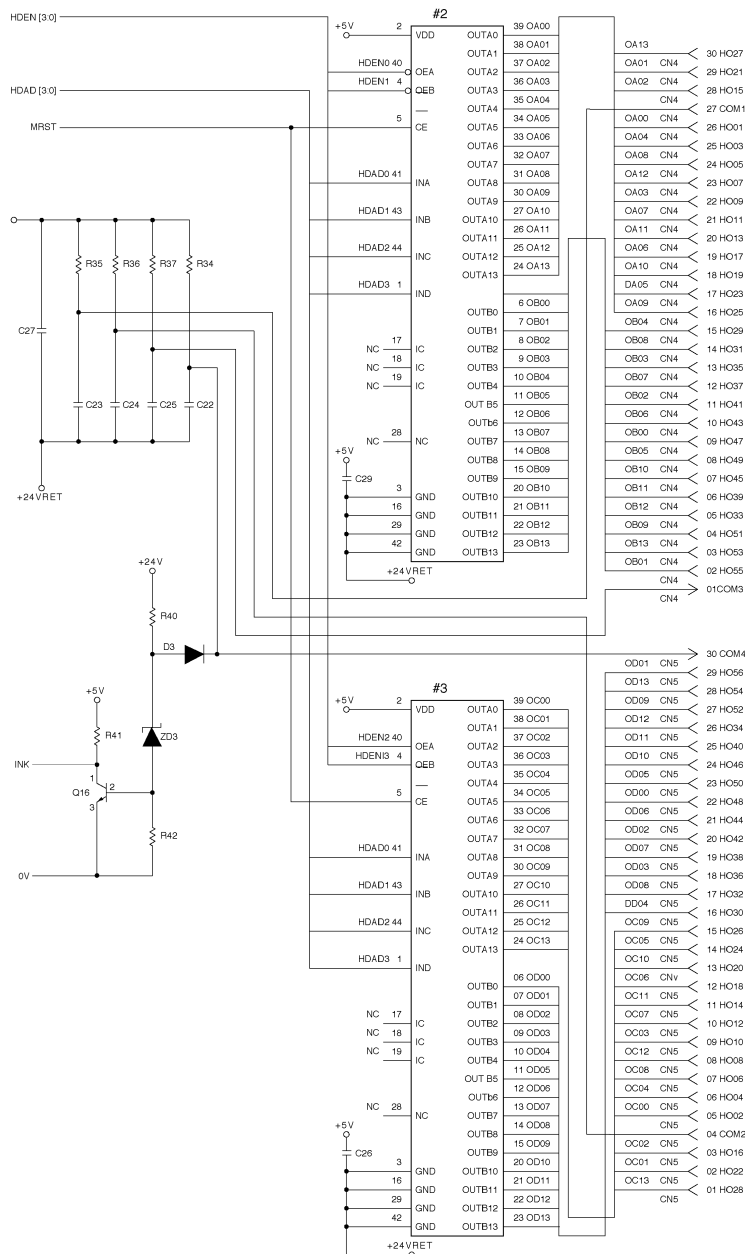 HDEN [3:0]
HDAD [3:0]
MRST
#2
+5V
2 VDD OUTA0 39 OA00
OUTA1 38 OA01
HDEN0 40 OEA OUTA2 37 OA02
HDEN1 4 OEB OUTA3 36 OA03
OUTA4 35 OA04
5 CE OUTA5 34 OA05
OUTA6 33 OA06
OUTA7 32 OA07
HDAD0 41 INA OUTA8 31 OA08
OUTA9 30 OA09
HDAD1 43 INB OUTA10 27 OA10
OUTA11 26 OA11
HDAD2 44 INC OUTA12 25 OA12
OUTA13 24 OA13
HDAD3 1 IND
OUTB0 6 OB00
OUTB1 7 OB01
NC 17 IC OUTB2 8 OB02
NC 18 IC OUTB3 9 OB03
NC 19 IC OUTB4 10 OB04
OUT B5 11 OB05
OUTb6 12 OB06
NC 28 NC OUTB7 13 OB07
OUTB8 14 OB08
+5V
C29
OUTB9 15 OB09
3 GND OUTB10 20 OB10
16 GND OUTB11 21 OB11
29 GND OUTB12 22 OB12
42 GND OUTB13 23 OB13
+24VRET
OA13 30 HO27
OA01 CN4 29 HO21
OA02 CN4 28 HO15
CN4 27 COM1
OA00 CN4 26 HO01
OA04 CN4 25 HO03
OA08 CN4 24 HO05
OA12 CN4 23 HO07
OA03 CN4 22 HO09
OA07 CN4 21 HO11
OA11 CN4 20 HO13
OA06 CN4 19 HO17
OA10 CN4 18 HO19
DA05 CN4 17 HO23
OA09 CN4 16 HO25
OB04 CN4 15 HO29
OB08 CN4 14 HO31
OB03 CN4 13 HO35
OB07 CN4 12 HO37
OB02 CN4 11 HO41
OB06 CN4 10 HO43
OB00 CN4 09 HO47
OB05 CN4 08 HO49
OB10 CN4 07 HO45
OB11 CN4 06 HO39
OB12 CN4 05 HO33
OB09 CN4 04 HO51
OB13 CN4 03 HO53
OB01 CN4 02 HO55
CN4 01COM3
CN4
R35 R36 R37 R34
C27
C23 C24 C25 C22
+24VRET
+24V
R40
D3
+5V
R41
ZD3
INK
1
Q16 2
3
R42
0V
30 COM4
#3
+5V
2 VDD OUTA0 39 OC00
OUTA1 38 OC01
HDEN2 40 OEA OUTA2 37 OC02
HDENI3 4 OEB OUTA3 36 OC03
OUTA4 35 OC04
5 CE OUTA5 34 OC05
OUTA6 33 OC06
OUTA7 32 OC07
HDAD0 41 INA OUTA8 31 OC08
OUTA9 30 OC09
HDAD1 43 INB OUTA10 27 OC10
OUTA11 26 OC11
HDAD2 44 INC OUTA12 25 OC12
OUTA13 24 OC13
HDAD3 1 IND
OUTB0 06 OD00
OUTB1 07 OD01
NC 17 IC OUTB2 08 OD02
NC 18 IC OUTB3 09 OD03
NC 19 IC OUTB4 10 OD04
OUT B5 11 OD05
OUTb6 12 OD06
NC 28 NC OUTB7 13 OD07
OUTB8 14 OD08
+5V
C26
OUTB9 15 OD09
3 GND OUTB10 20 OD10
16 GND OUTB11 21 OD11
29 GND OUTB12 22 OD12
42 GND OUTB13 23 OD13
+24VRET
OD01 CN5 29 HO56
OD13 CN5 28 HO54
OD09 CN5 27 HO52
OD12 CN5 26 HO34
OD11 CN5 25 HO40
OD10 CN5 24 HO46
OD05 CN5 23 HO50
OD00 CN5 22 HO48
OD06 CN5 21 HO44
OD02 CN5 20 HO42
OD07 CN5 19 HO38
OD03 CN5 18 HO36
OD08 CN5 17 HO32
DD04 CN5 16 HO30
OC09 CN5 15 HO26
OC05 CN5 14 HO24
OC10 CN5 13 HO20
OC06 CNv 12 HO18
OC11 CN5 11 HO14
OC07 CN5 10 HO12
OC03 CN5 09 HO10
OC12 CN5 08 HO08
OC08 CN5 07 HO06
OC04 CN5 06 HO04
OC00 CN5 05 HO02
CN5 04 COM2
OC02 CN5 03 HO16
OC01 CN5 02 HO22
OC13 CN5 01 HO28
CN5